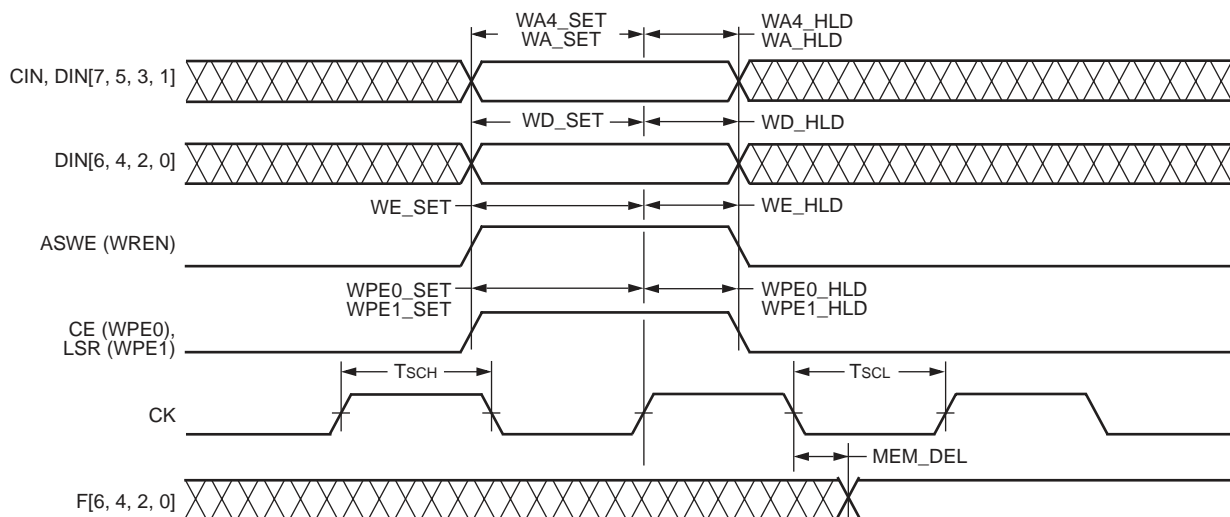 WA4_SET
WA_SET
WA4_HLD
WA_HLD
CIN, DIN[7, 5, 3, 1]
WD_SET
WD_HLD
DIN[6, 4, 2, 0]
WE_SET
WE_HLD
ASWE (WREN)
WPE0_SET
WPE1_SET
WPE0_HLD
WPE1_HLD
CE (WPE0),
LSR (WPE1)
TSCH
TSCL
CK
MEM_DEL
F[6, 4, 2, 0]